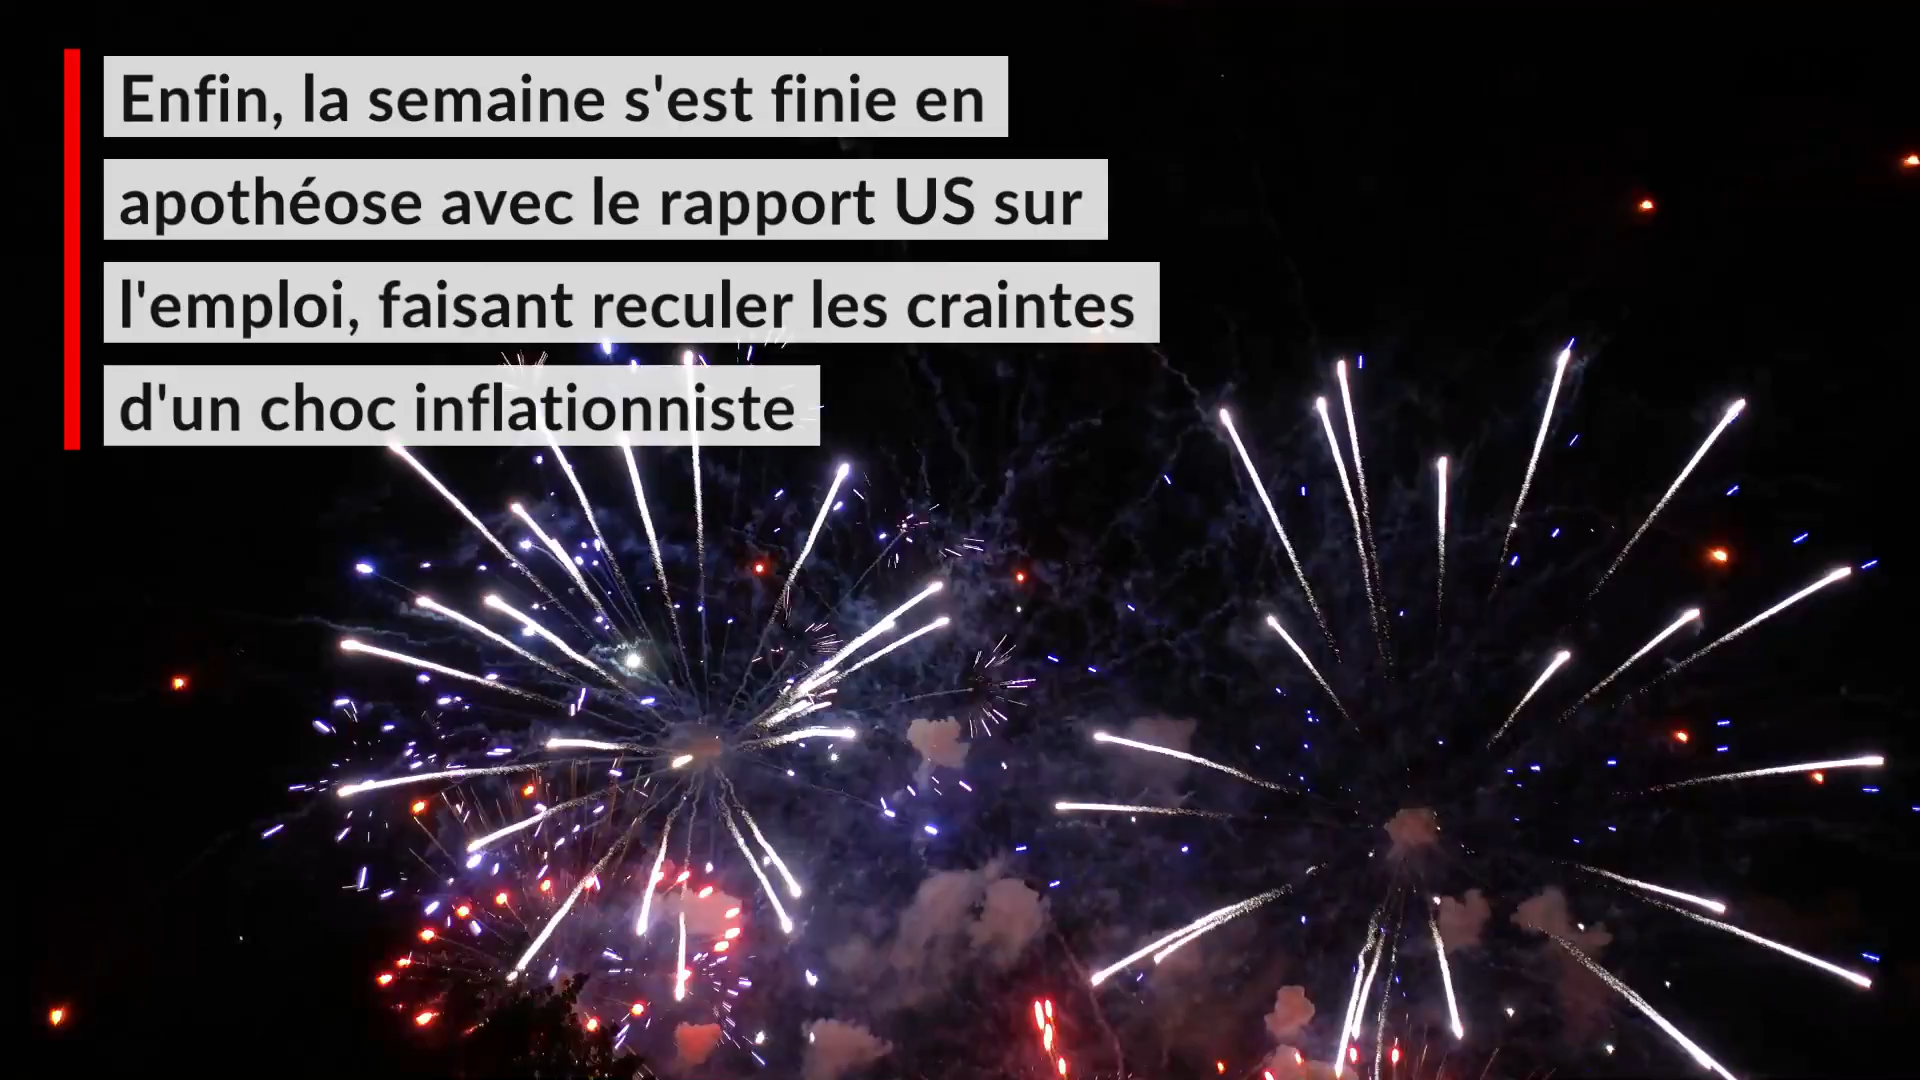 Enfin, la semaine s'est finie en
apothéose avec le rapport US sur
l'emploi, faisant reculer les craintes
d'un choc inflationniste